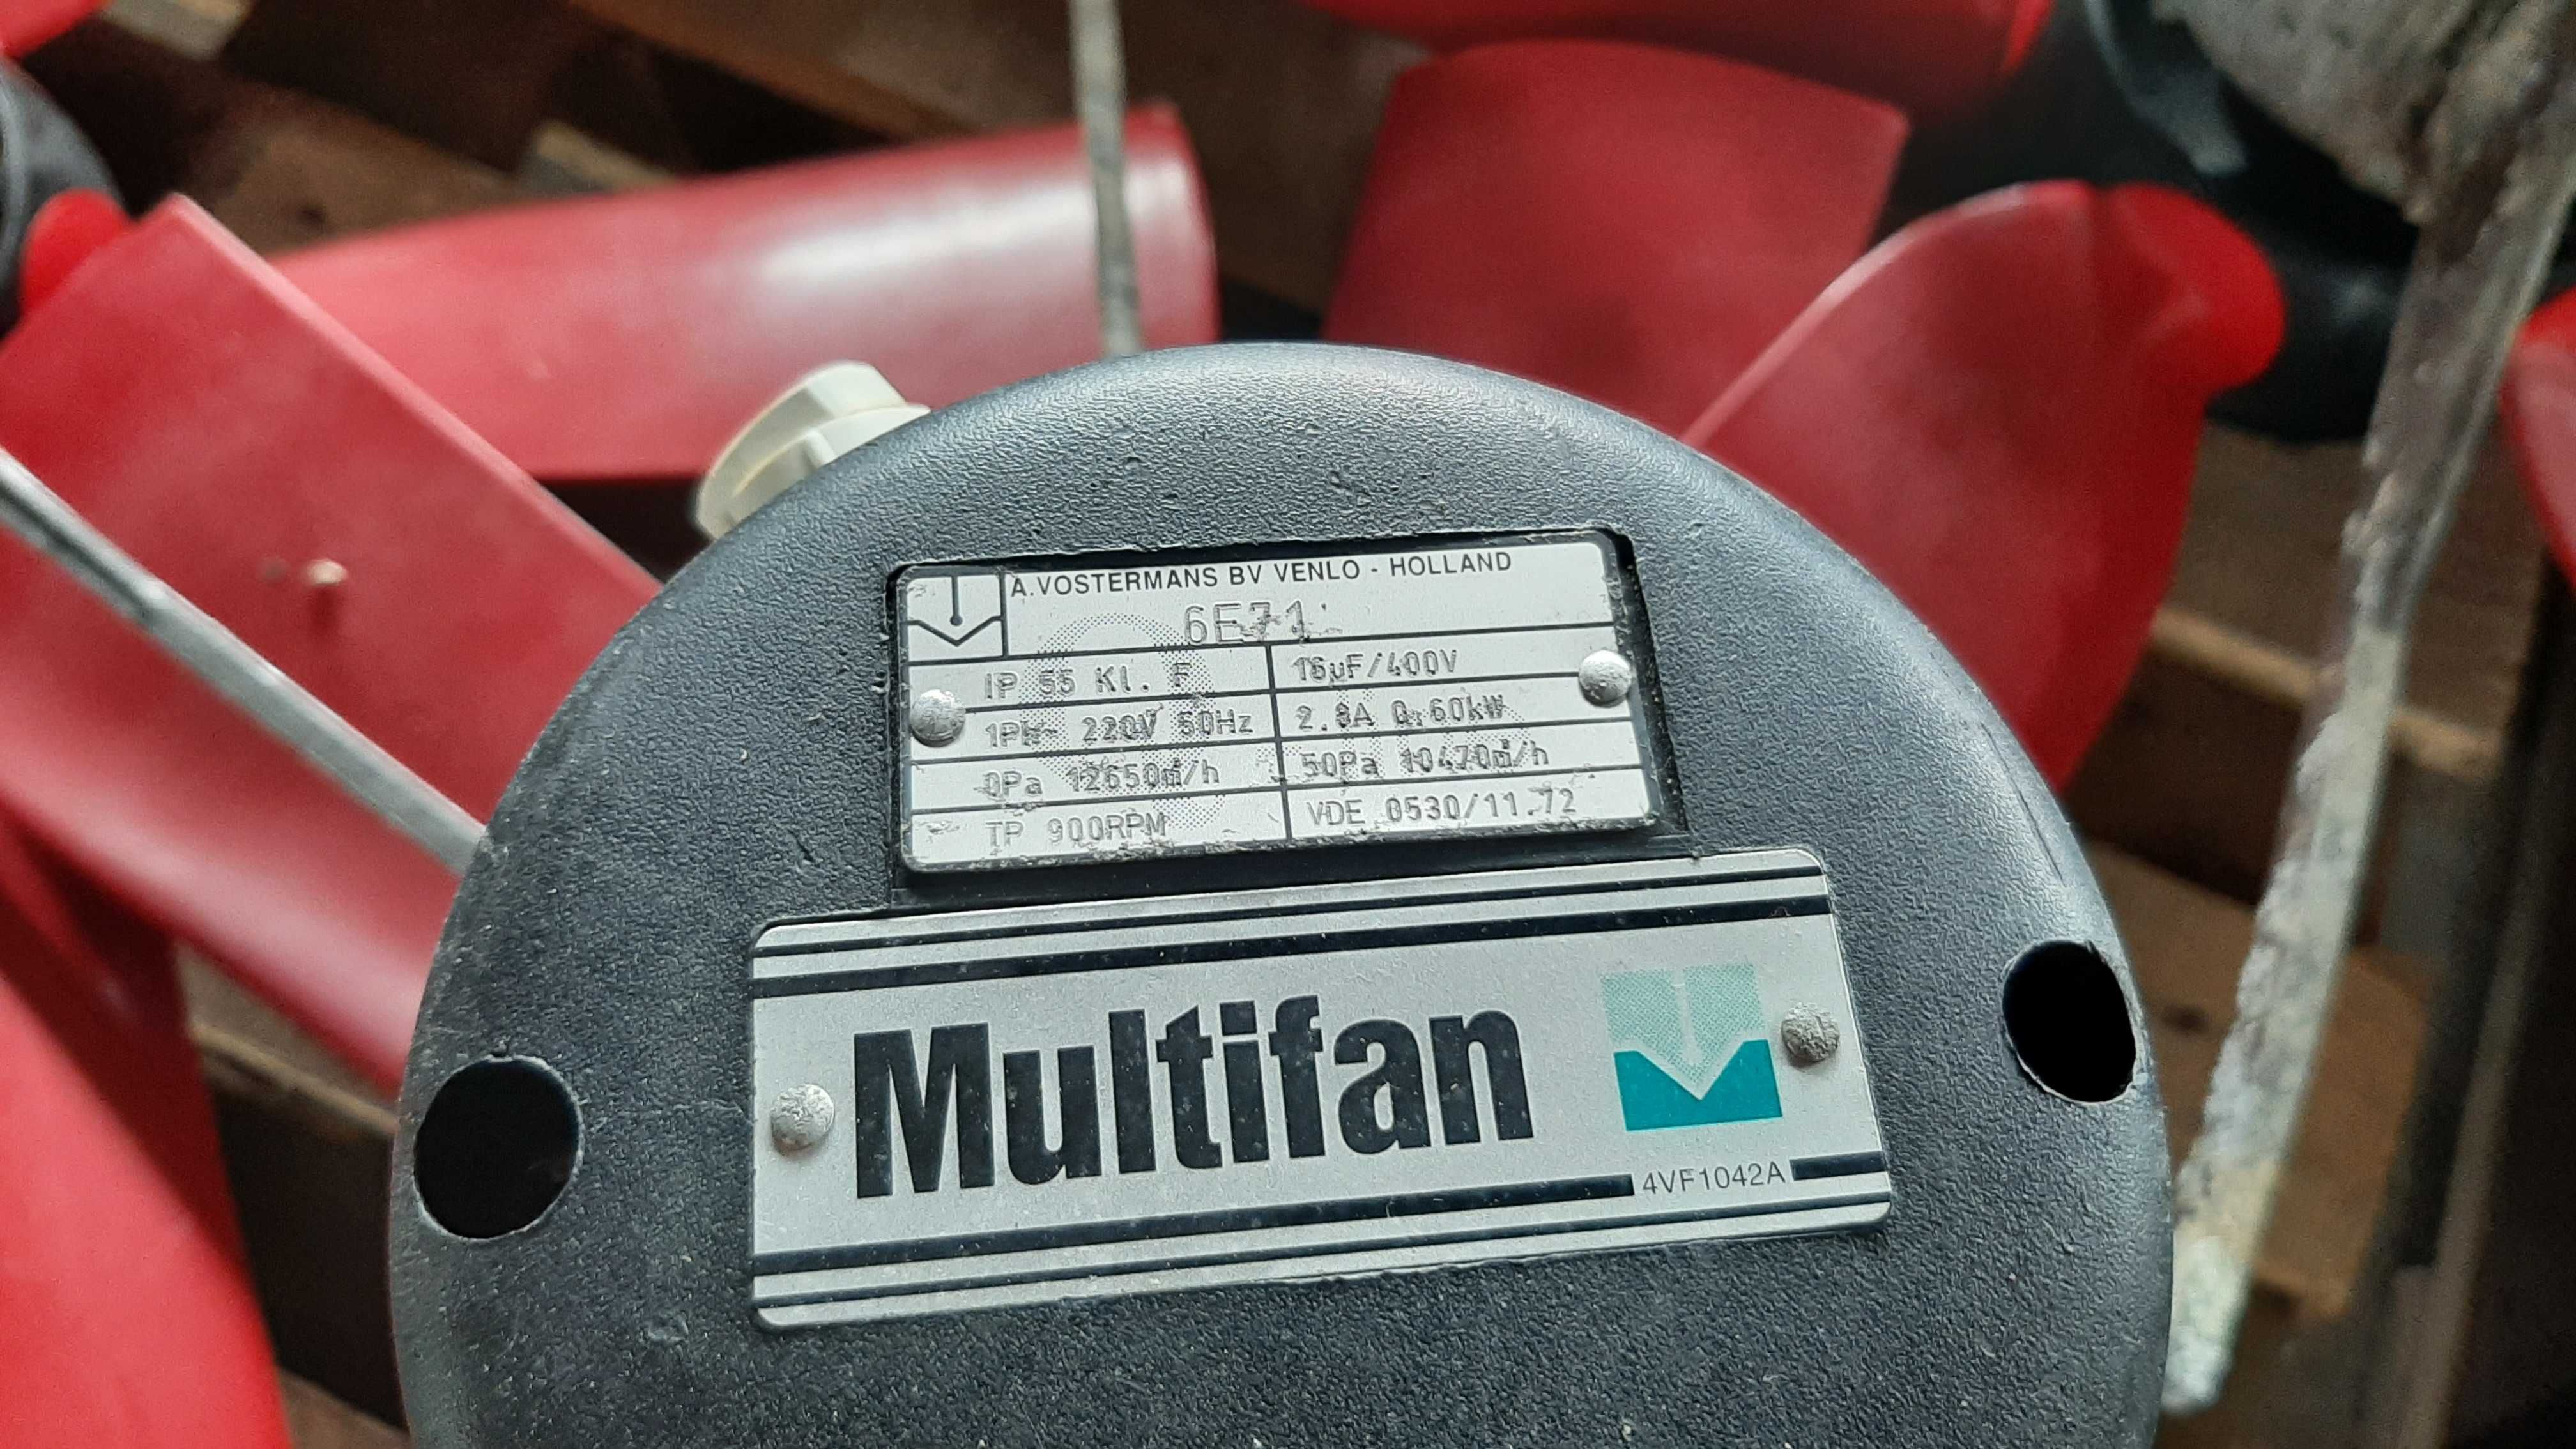 A.VOSTERMANS BV VENLO - HOLLAND
6E71
IP 55 Kl. F
16µF/400V
1Ph~ 220V 50Hz
2.8A 0.60kW
0Pa 12650m³/h
50Pa 10470m³/h
TP 900RPM
VDE 0530/11.72
Multifan
4VF1042A